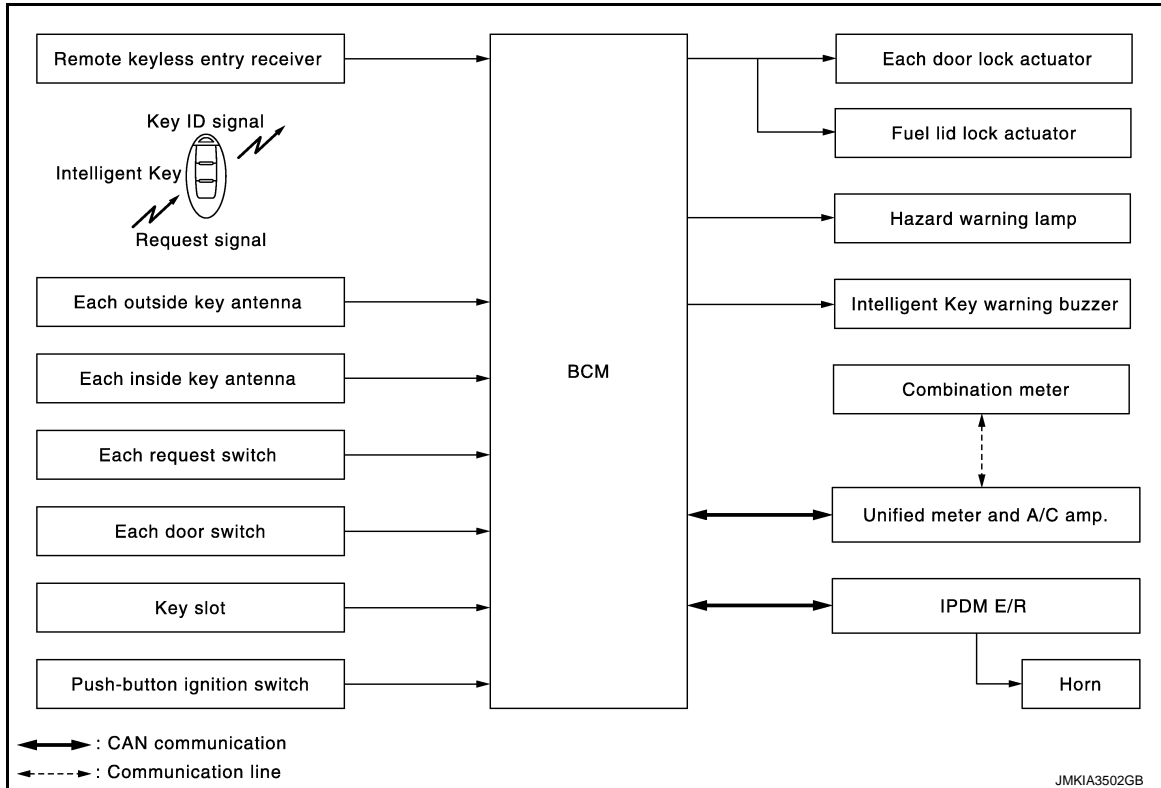 Remote keyless entry receiver
Key ID signal
Intelligent Key
Request signal
Each outside key antenna
Each inside key antenna
Each request switch
Each door switch
Key slot
Push-button ignition switch
BCM
Each door lock actuator
Fuel lid lock actuator
Hazard warning lamp
Intelligent Key warning buzzer
Combination meter
Unified meter and A/C amp.
IPDM E/R
Horn
: CAN communication
: Communication line
JMKIA3502GB